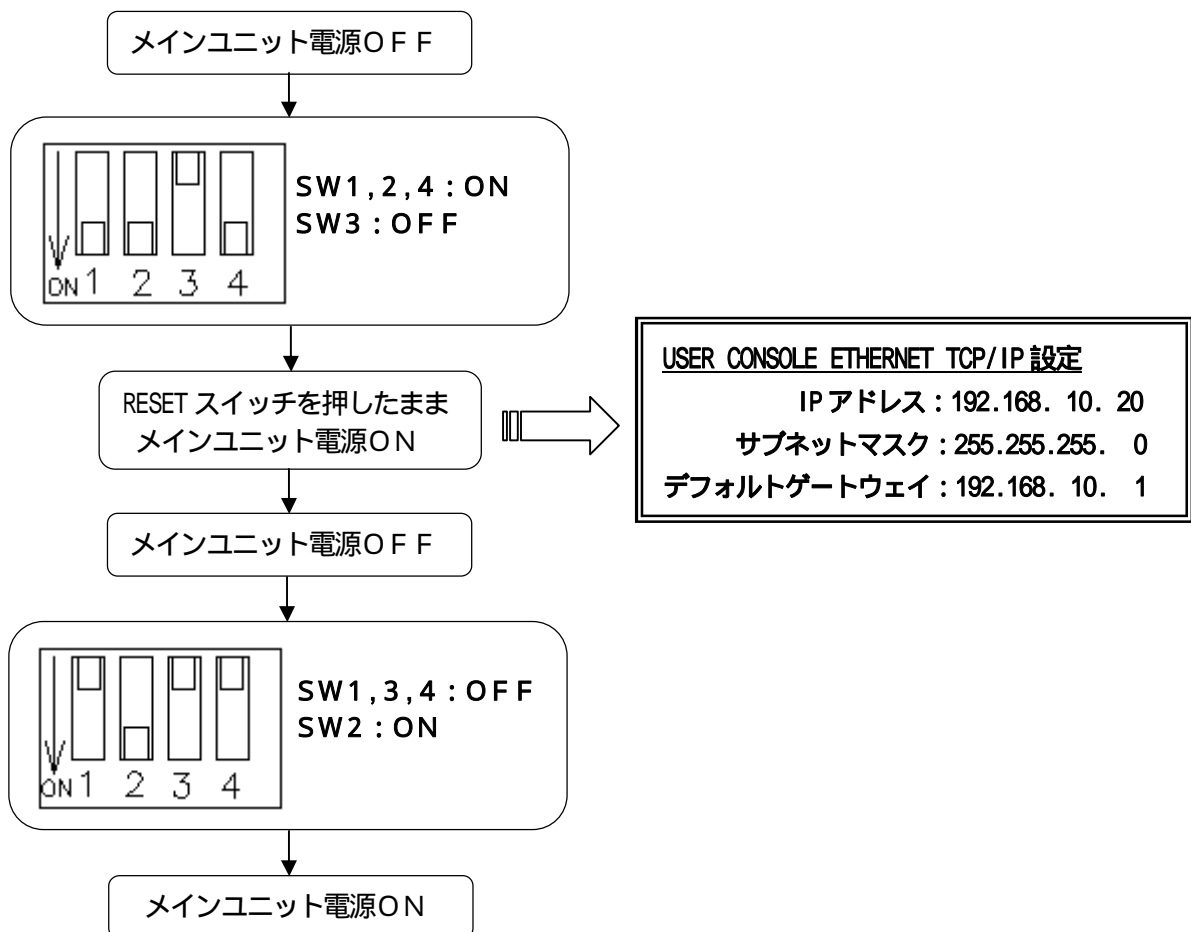 メインユニット電源ＯＦＦ
SW1,2,4：ON
SW3：OFF
ON 1 2 3 4
RESET スイッチを押したまま
メインユニット電源ＯＮ
USER CONSOLE ETHERNET TCP/IP 設定
IP アドレス：192.168. 10. 20
サブネットマスク：255.255.255. 0
デフォルトゲートウェイ：192.168. 10. 1
メインユニット電源ＯＦＦ
SW1,3,4：OFF
SW2：ON
ON 1 2 3 4
メインユニット電源ＯＮ